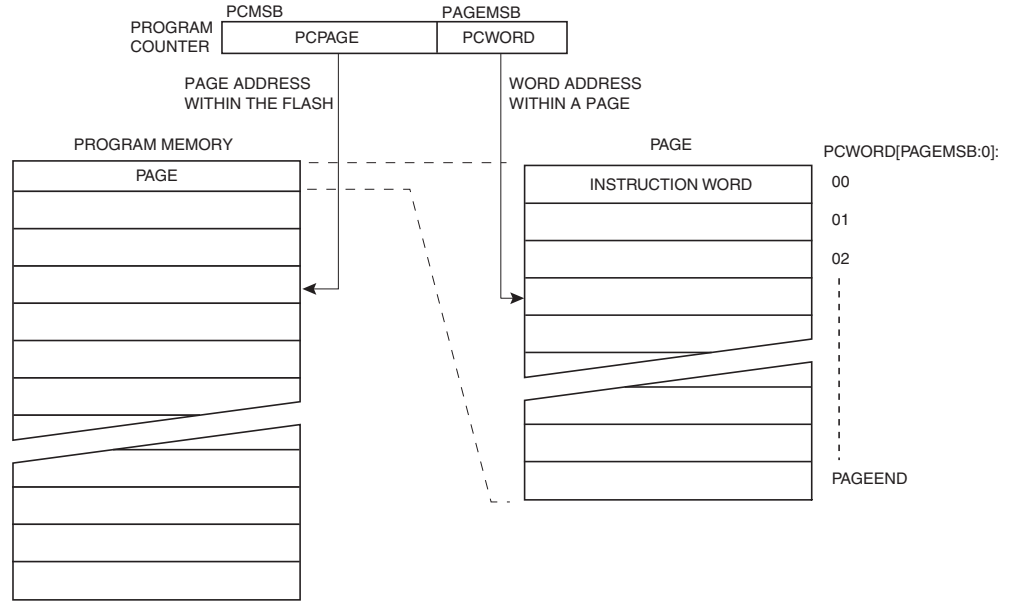 PCMSB
PAGEMSB
PROGRAM
COUNTER
PCPAGE
PCWORD
PAGE ADDRESS
WITHIN THE FLASH
WORD ADDRESS
WITHIN A PAGE
PROGRAM MEMORY
PAGE
PAGE
PCWORD[PAGEMSB:0]:
INSTRUCTION WORD
00
01
02
PAGEEND